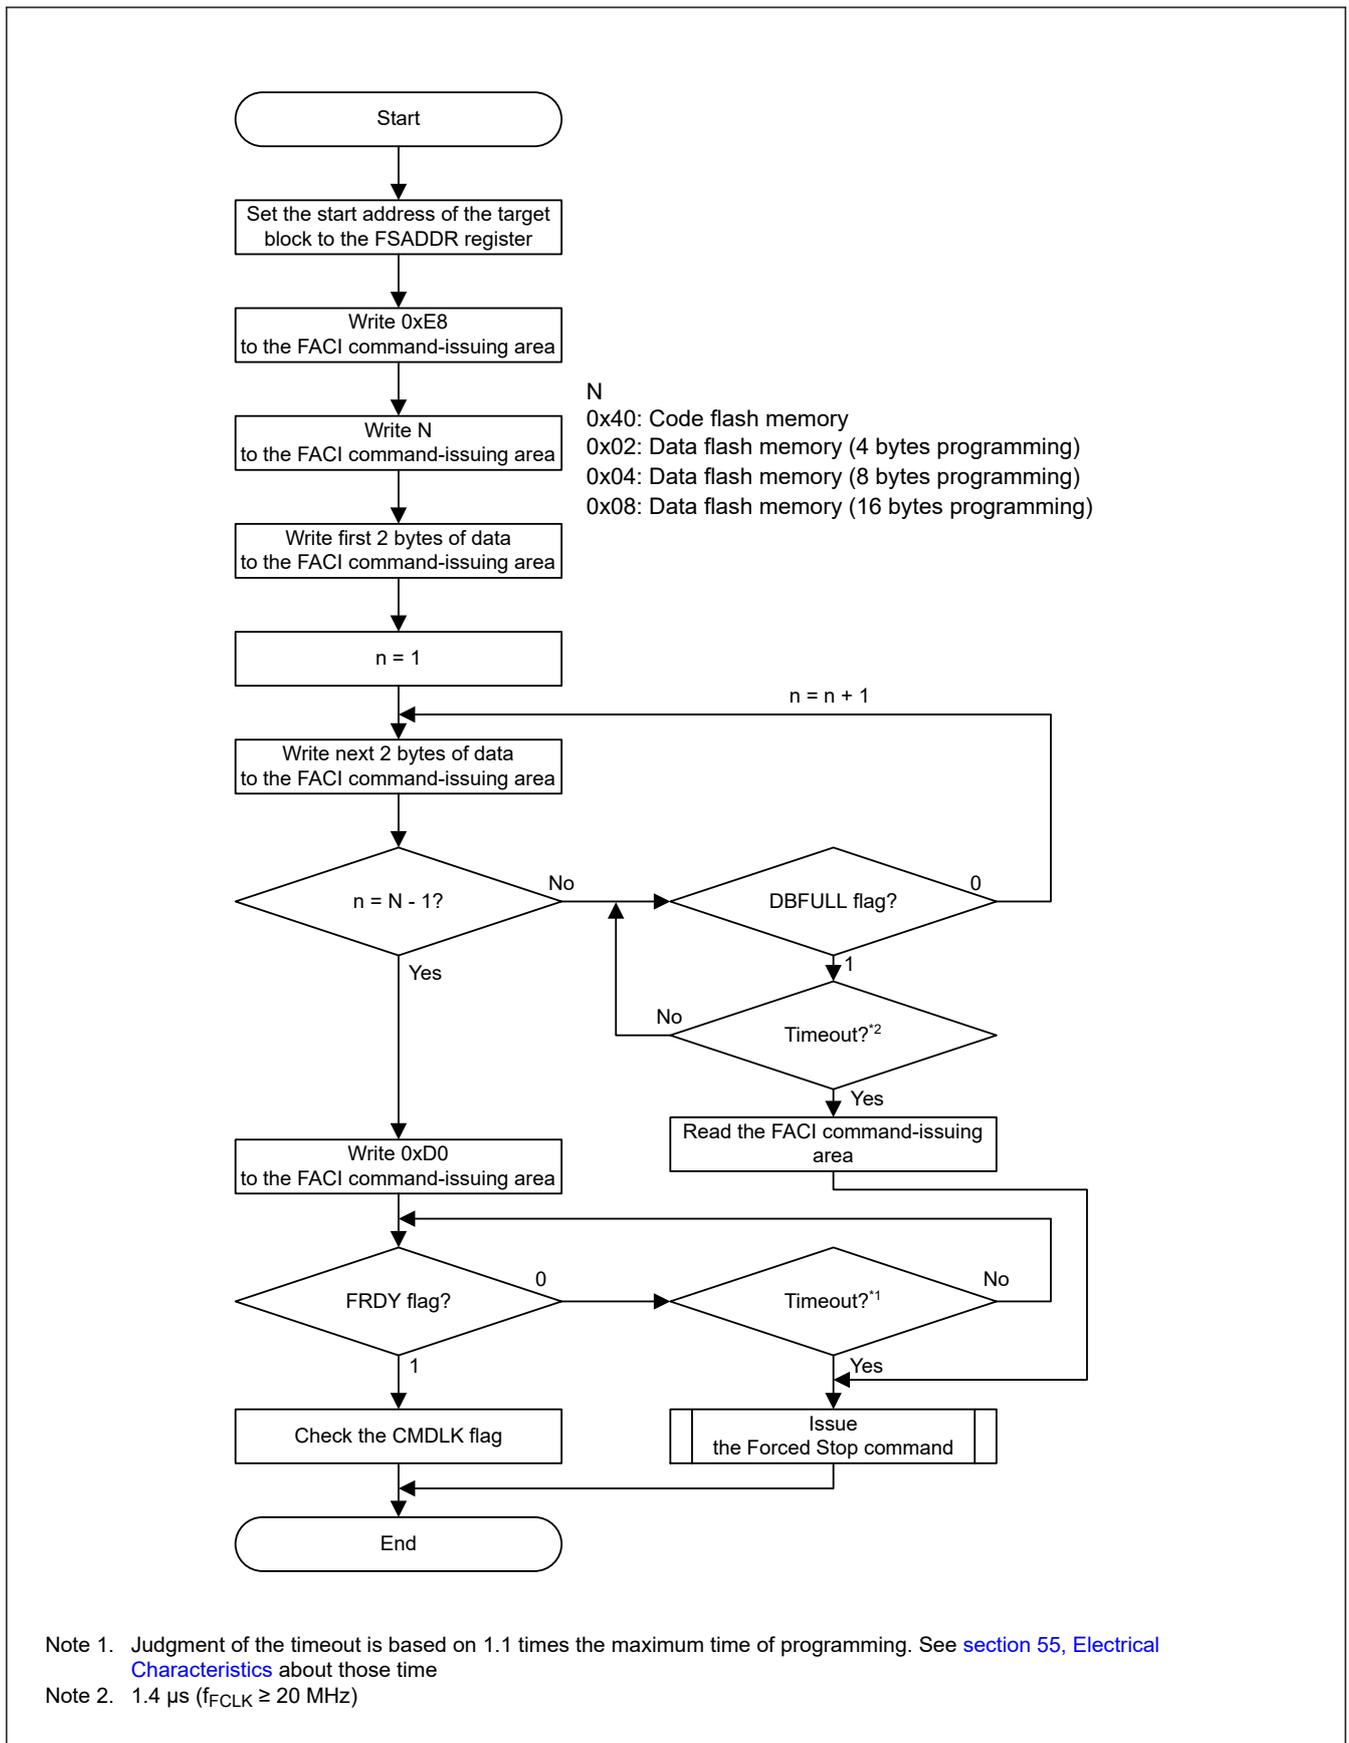 Start
Set the start address of the target
block to the FSADDR register
Write 0xE8
to the FACI command-issuing area
N
0x40: Code flash memory
0x02: Data flash memory (4 bytes programming)
0x04: Data flash memory (8 bytes programming)
0x08: Data flash memory (16 bytes programming)
Write N
to the FACI command-issuing area
Write first 2 bytes of data
to the FACI command-issuing area
n = 1
n = n + 1
Write next 2 bytes of data
to the FACI command-issuing area
n = N - 1?
No
DBFULL flag?
0
Yes
1
No
Timeout?*2
Yes
Read the FACI command-issuing
area
Write 0xD0
to the FACI command-issuing area
FRDY flag?
0
Timeout?*1
No
1
Yes
Check the CMDLK flag
Issue
the Forced Stop command
End
Note 1. Judgment of the timeout is based on 1.1 times the maximum time of programming. See section 55, Electrical
Characteristics about those time
Note 2. 1.4 µs (fFCLK ≥ 20 MHz)